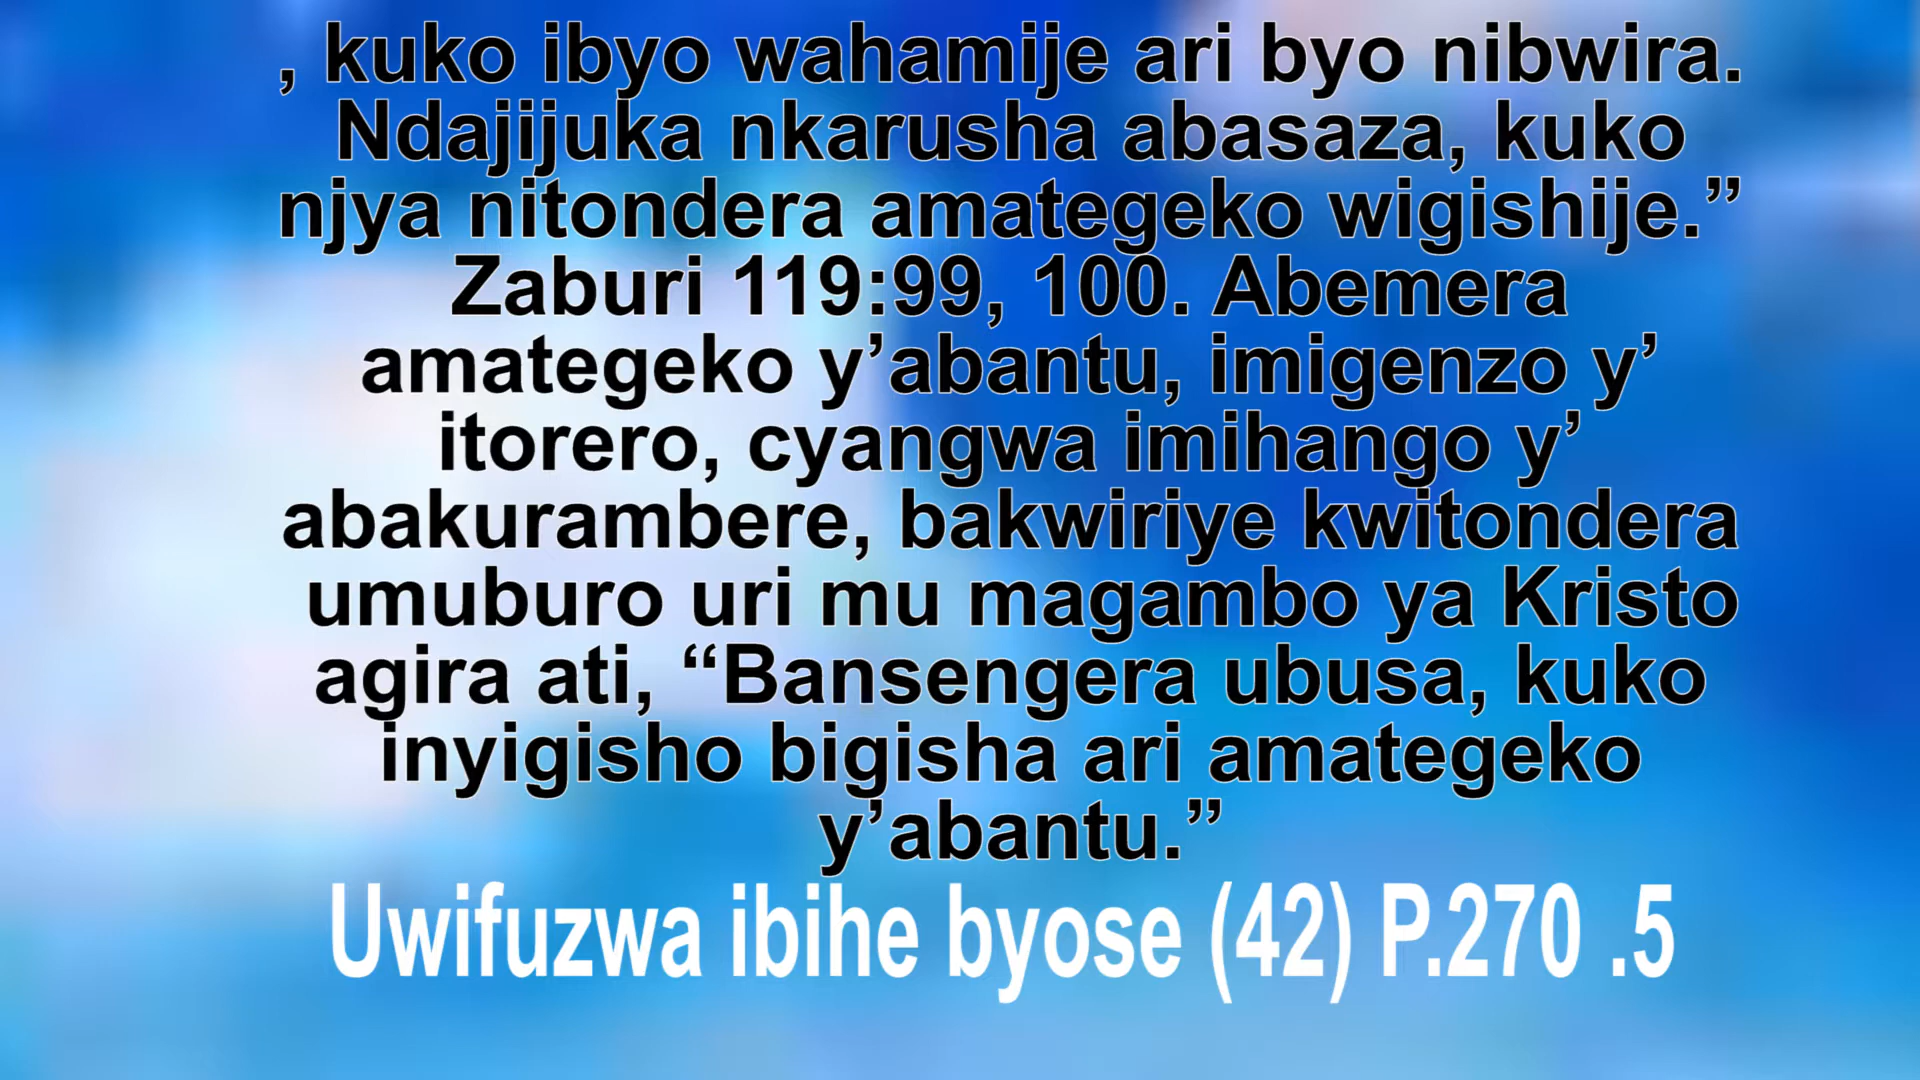 , kuko ibyo wahamije ari byo nibwira.
Ndajijuka nkarusha abasaza, kuko
njya nitondera amategeko wigishije.”
Zaburi 119:99, 100. Abemera
amategeko y’abantu, imigenzo y’
itorero, cyangwa imihango y’
abakurambere, bakwiriye kwitondera
umuburo uri mu magambo ya Kristo
agira ati, “Bansengera ubusa, kuko
inyigisho bigisha ari amategeko
y’abantu.”
Uwifuzwa ibihe byose (42) P.270 .5